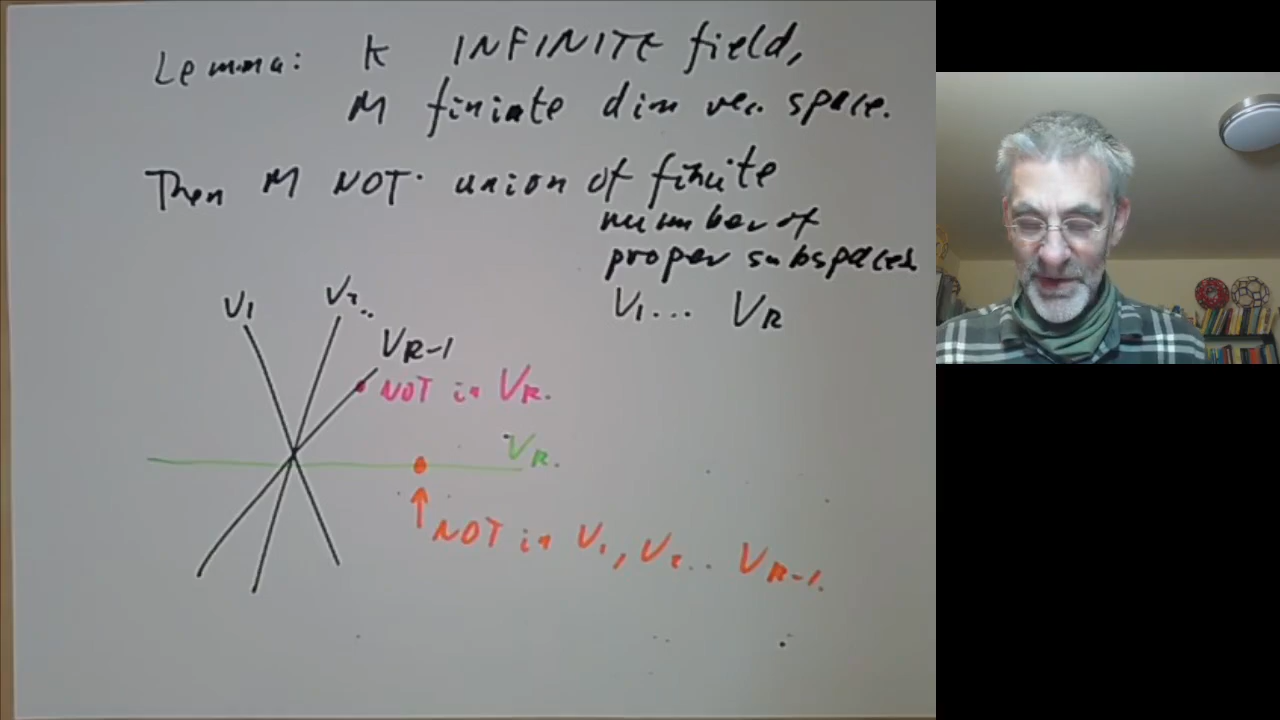 Lemma: K INFINITE field,
M finiate dim vec. space.
Then M NOT union of finite
number of
proper subspaces.
V1... VR
V1
V2..
VR-1
NOT in VR.
VR.
NOT in V1, V2.. VR-1.